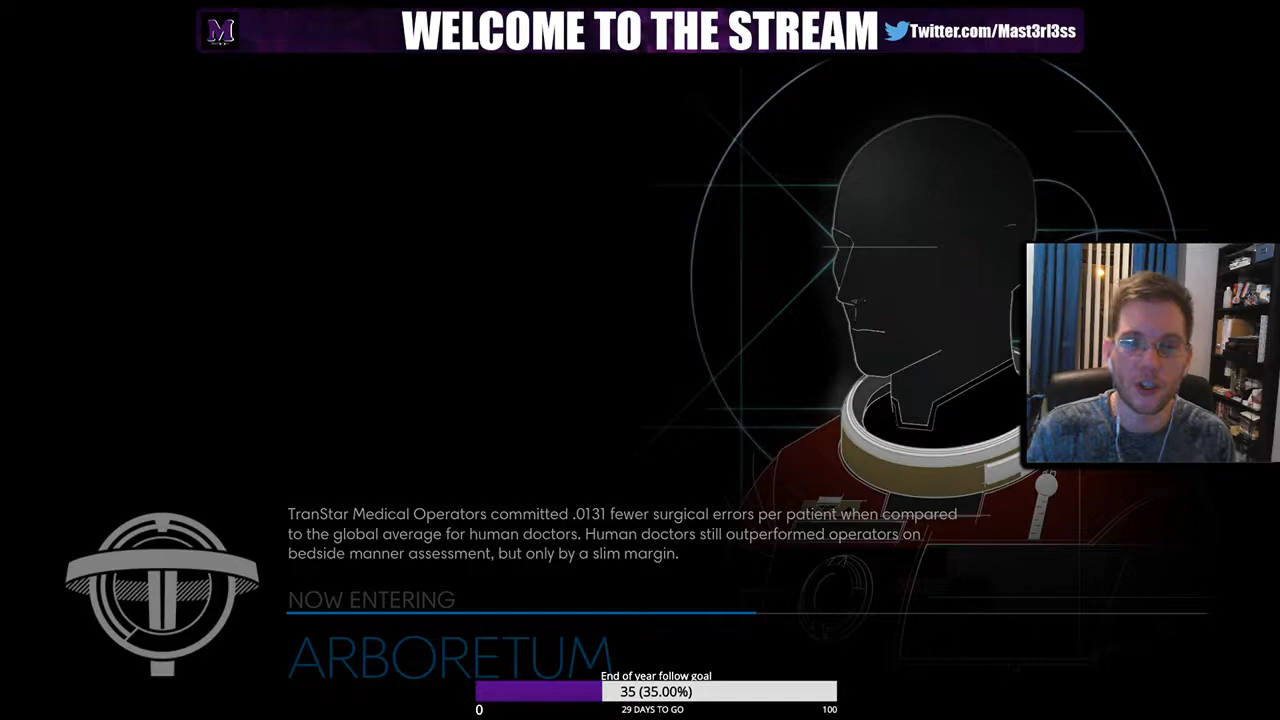 M
WELCOME TO THE STREAM
Twitter.com/Mast3rl3ss
TranStar Medical Operators committed .0131 fewer surgical errors per patient when compared
to the global average for human doctors. Human doctors still outperformed operators on
bedside manner assessment, but only by a slim margin.
NOW ENTERING
ARBORETUM
End of year follow goal
35 (35.00%)
0
29 DAYS TO GO
100